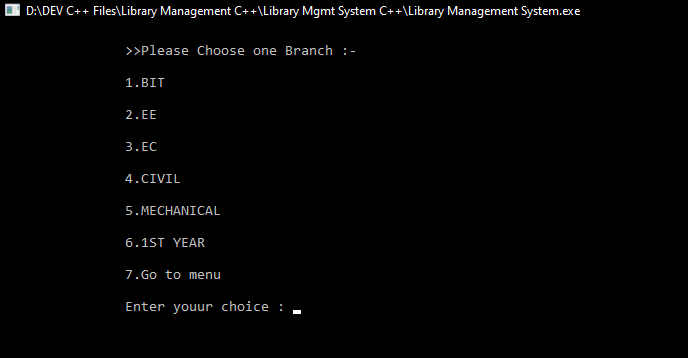 D:\DEV C++ Files\Library Management C++\Library Mgmt System C++\Library Management System.exe
>>Please Choose one Branch :-
1.BIT
2.EE
3.EC
4.CIVIL
5.MECHANICAL
6.1ST YEAR
7.Go to menu
Enter youur choice :